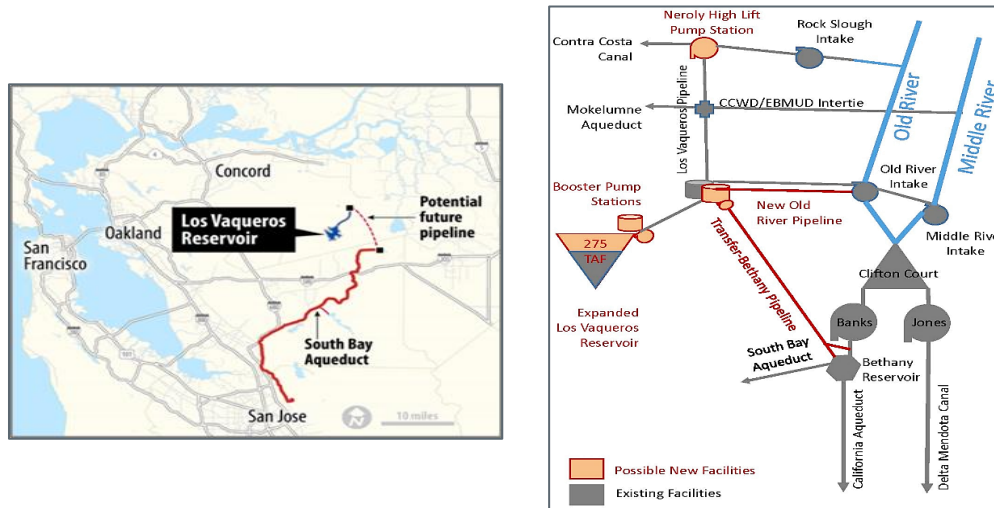 Concord
Potential
future
pipeline
Los Vaqueros
Reservoir
Oakland
San
Francisco
South Bay
Aqueduct
San Jose
10 miles
Neroly High Lift
Pump Station
Rock Slough
Intake
Contra Costa
Canal
Los Vaqueros Pipeline
Old River
Middle River
Mokelumne
Aqueduct
CCWD/EBMUD Intertie
Booster Pump
Stations
Old River
Intake
New Old
River Pipeline
Middle River
Intake
275
TAF
Transfer-Bethany Pipeline
Clifton Court
Expanded
Los Vaqueros
Reservoir
Banks
Jones
South Bay
Aqueduct
Bethany
Reservoir
California Aqueduct
Delta Mendota Canal
Possible New Facilities
Existing Facilities